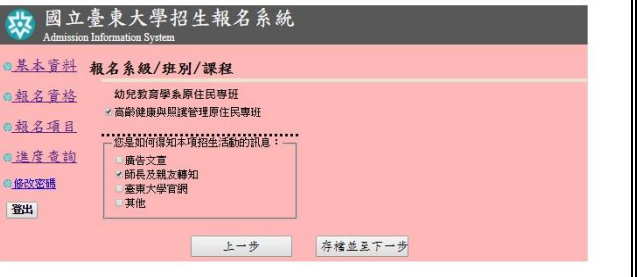 國立臺東大學招生報名系統
Admission Information System
基本資料
報名資格
報名項目
進度查詢
修改密碼
登出
報名系級/班別/課程
幼兒教育學系原住民專班
高齡健康與照護管理原住民專班
您是如何得知本項招生活動的訊息：
廣告文宣
師長及親友轉知
臺東大學官網
其他
上一步
存檔並至下一步